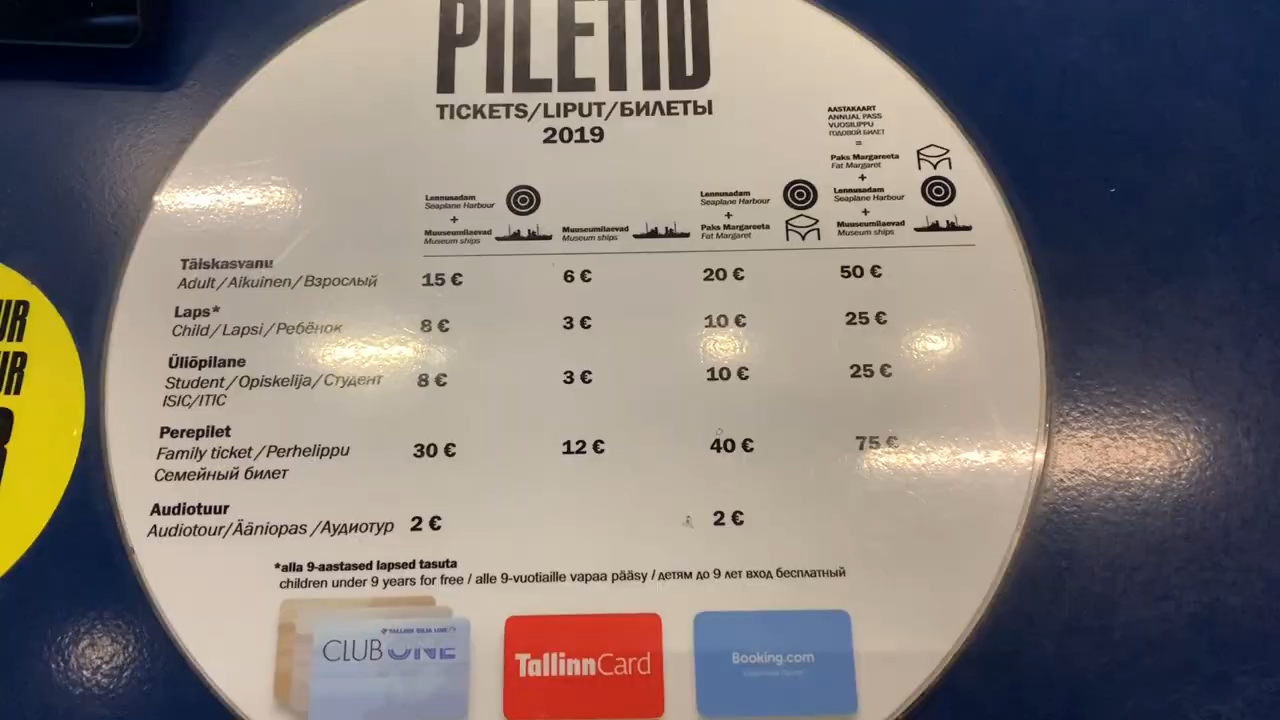 PILETID
TICKETS/LIPUT/БИЛЕТЫ
2019
AASTAKAART
ANNUAL PASS
VUOSILIPPU
ГОДОВОЙ БИЛЕТ
=
Paks Margareeta
Fat Margaret
+
Lennusadam
Seaplane Harbour
+
Muuseumilaevad
Museum ships
Lennusadam
Seaplane Harbour
+
Muuseumilaevad
Museum ships
Muuseumilaevad
Museum ships
Lennusadam
Seaplane Harbour
+
Paks Margareeta
Fat Margaret
Täiskasvanu
Adult/Aikuinen/Взрослый 15 € 6 € 20 € 50 €
Laps*
Child/Lapsi/Ребёнок 8 € 3 € 10 € 25 €
Üliõpilane
Student/Opiskelija/Студент 8 € 3 € 10 € 25 €
ISIC/ITIC
Perepilet
Family ticket/Perhelippu 30 € 12 € 40 € 75 €
Семейный билет
Audiotuur
Audiotour/Ääniopas/Аудиотур 2 € 2 €
*alla 9-aastased lapsed tasuta
children under 9 years for free / alle 9-vuotiaille vapaa pääsy / детям до 9 лет вход бесплатный
CLUB ONE
TallinnCard
Booking.com
UR
UR